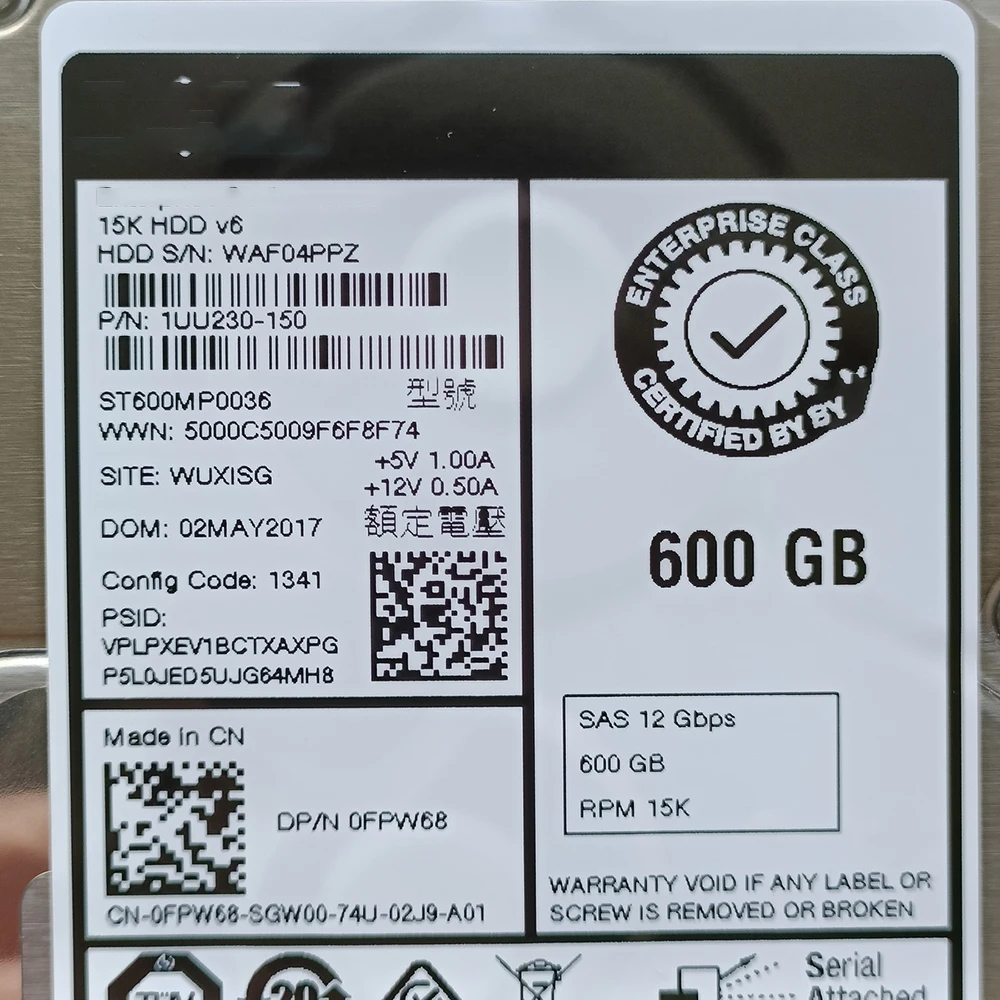 15K HDD v6
HDD S/N: WAF04PPZ
P/N: 1UU230-150
ST600MP0036 型號
WWN: 5000C5009F6F8F74
SITE: WUXISG
+5V 1.00A
+12V 0.50A
DOM: 02MAY2017 額定電壓
Config Code: 1341
PSID:
VPLPXEV1BCTXAXPG
P5L0JED5UJG64MH8
ENTERPRISE CLASS
CERTIFIED BY BY
600 GB
SAS 12 Gbps
600 GB
RPM 15K
Made in CN
DP/N 0FPW68
CN-0FPW68-SGW00-74U-02J9-A01
WARRANTY VOID IF ANY LABEL OR
SCREW IS REMOVED OR BROKEN
20
Serial
Attached